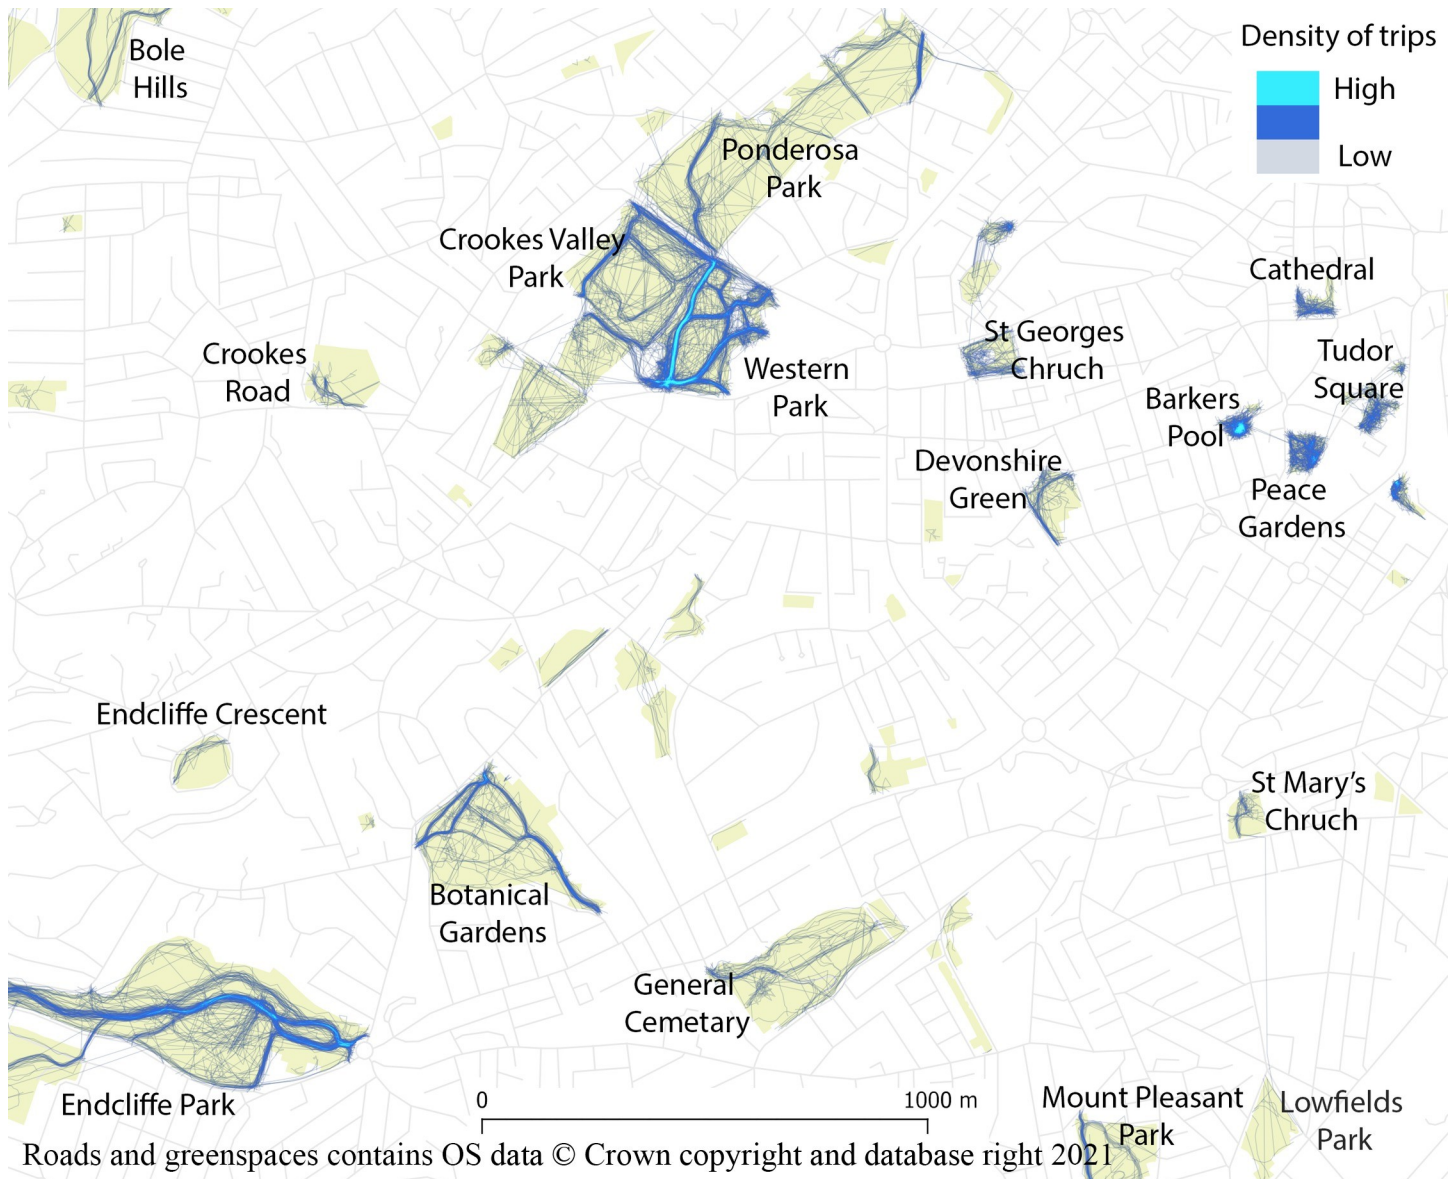 Bole
Hills
Density of trips
High
Low
Ponderosa
Park
Crookes Valley
Park
Cathedral
St Georges
Chruch
Tudor
Square
Crookes
Road
Western
Park
Barkers
Pool
Devonshire
Green
Peace
Gardens
Endcliffe Crescent
St Mary's
Chruch
Botanical
Gardens
General
Cemetary
Endcliffe Park
0 1000 m
Mount Pleasant
Park
Lowfields
Park
Roads and greenspaces contains OS data © Crown copyright and database right 2021